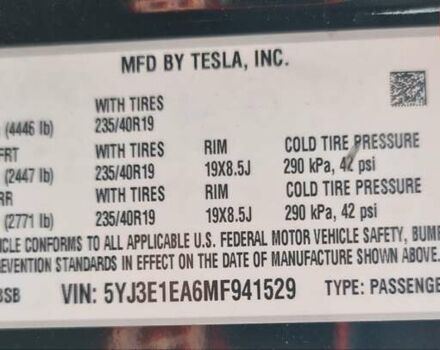 MFD BY TESLA, INC.
WITH TIRES
(4446 lb) 235/40R19
FRT WITH TIRES RIM COLD TIRE PRESSURE
(2447 lb) 235/40R19 19X8.5J 290 kPa, 42 psi
RR WITH TIRES RIM COLD TIRE PRESSURE
(2771 lb) 235/40R19 19X8.5J 290 kPa, 42 psi
ICLE CONFORMS TO ALL APPLICABLE U.S. FEDERAL MOTOR VEHICLE SAFETY, BUMP
REVENTION STANDARDS IN EFFECT ON THE DATE OF MANUFACTURE SHOWN ABOVE.
BSB VIN: 5YJ3E1EA6MF941529 TYPE: PASSENGE